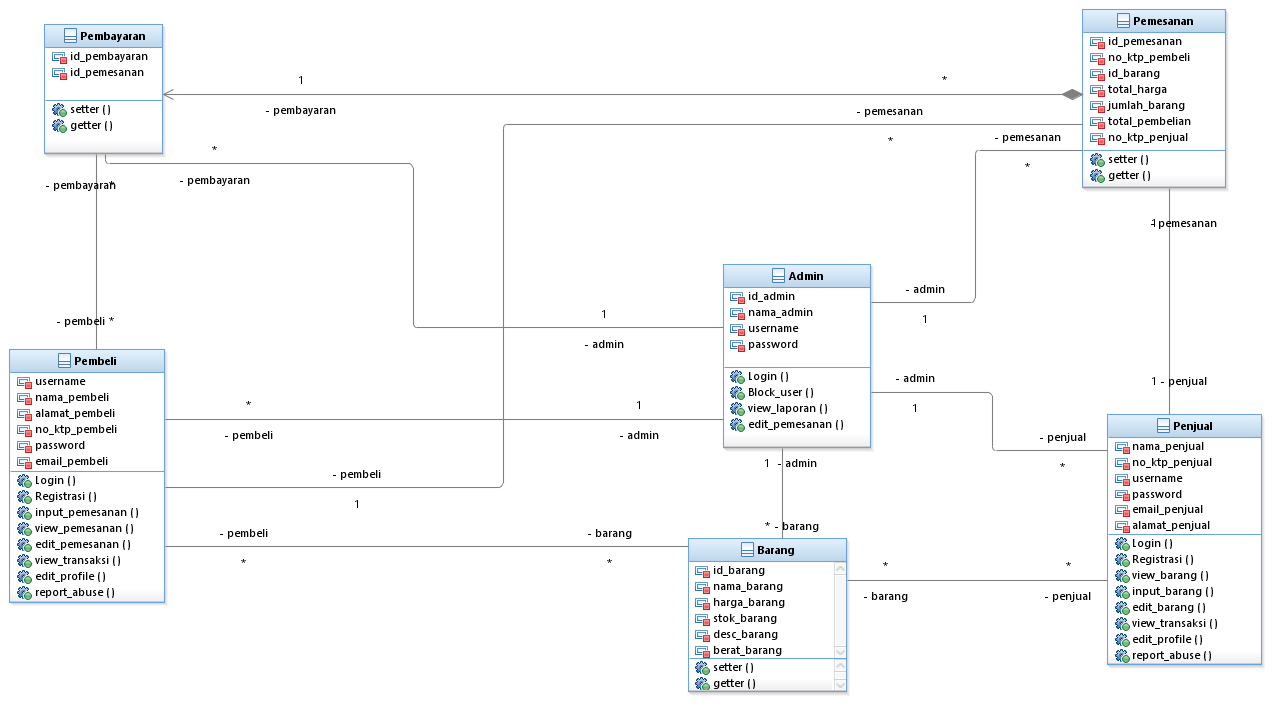 Pembayaran
id_pembayaran
id_pemesanan
setter ()
getter ()
Pemesanan
id_pemesanan
no_ktp_pembeli
id_barang
total_harga
jumlah_barang
total_pembelian
no_ktp_penjual
setter ()
getter ()
1
*
- pembayaran
- pemesanan
*
- pemesanan
*
*
- pembayaran
- pembayaran
*
1
- pemesanan
- admin
1
1
- admin
- pembeli *
Admin
id_admin
nama_admin
username
password
Login ()
Block_user ()
view_laporan ()
edit_pemesanan ()
Pembeli
username
nama_pembeli
alamat_pembeli
no_ktp_pembeli
password
email_pembeli
Login ()
Registrasi ()
input_pemesanan ()
view_pemesanan ()
edit_pemesanan ()
view_transaksi ()
edit_profile ()
report_abuse ()
*
1
- pembeli
- admin
- admin
1
1 - penjual
- penjual
*
- pembeli
1
1 - admin
* - barang
- pembeli
- barang
*
*
Barang
id_barang
nama_barang
harga_barang
stok_barang
desc_barang
berat_barang
setter ()
getter ()
*
*
- barang
- penjual
Penjual
nama_penjual
no_ktp_penjual
username
password
email_penjual
alamat_penjual
Login ()
Registrasi ()
view_barang ()
input_barang ()
edit_barang ()
view_transaksi ()
edit_profile ()
report_abuse ()